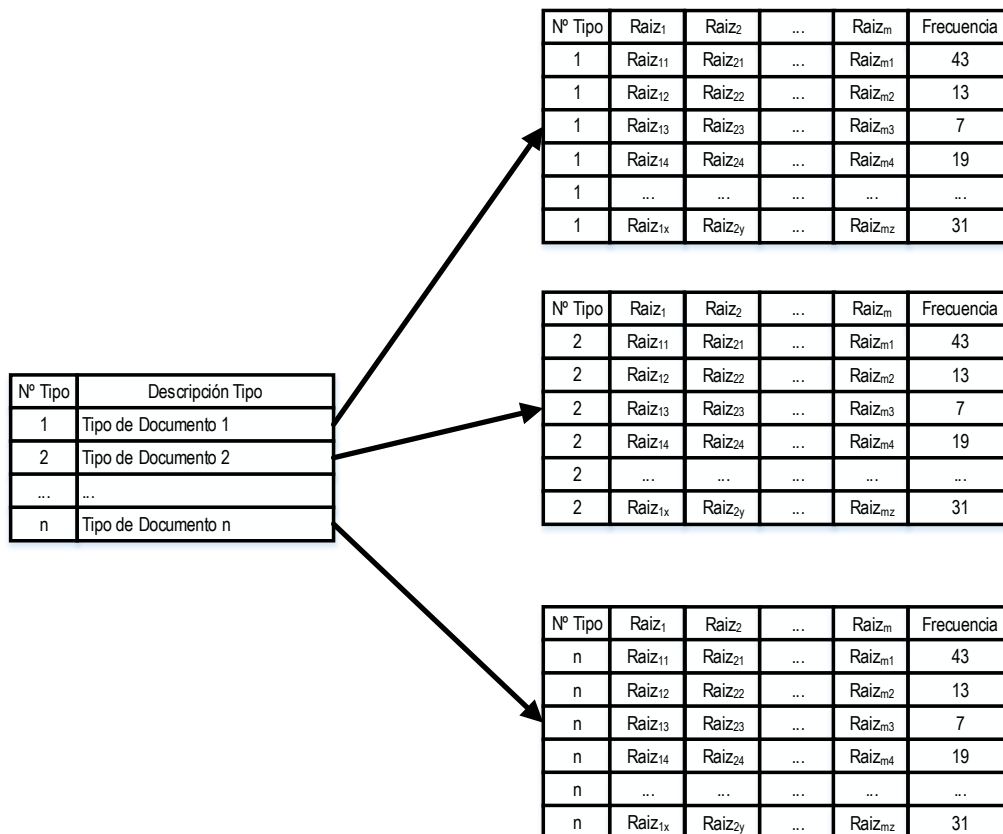 Nº Tipo Raiz₁ Raiz₂ ... Raizₘ Frecuencia
1 Raiz₁₁ Raiz₂₁ ... Raizₘ₁ 43
1 Raiz₁₂ Raiz₂₂ ... Raizₘ₂ 13
1 Raiz₁₃ Raiz₂₃ ... Raizₘ₃ 7
1 Raiz₁₄ Raiz₂₄ ... Raizₘ₄ 19
1 ... ... ... ... ...
1 Raiz₁ₓ Raiz2y ... Raizmz 31
Nº Tipo Raiz₁ Raiz₂ ... Raizₘ Frecuencia
2 Raiz₁₁ Raiz₂₁ ... Raizₘ₁ 43
2 Raiz₁₂ Raiz₂₂ ... Raizₘ₂ 13
2 Raiz₁₃ Raiz₂₃ ... Raizₘ₃ 7
2 Raiz₁₄ Raiz₂₄ ... Raizₘ₄ 19
2 ... ... ... ... ...
2 Raiz₁ₓ Raiz2y ... Raizmz 31
Nº Tipo Descripción Tipo
1 Tipo de Documento 1
2 Tipo de Documento 2
... ...
n Tipo de Documento n
Nº Tipo Raiz₁ Raiz₂ ... Raizₘ Frecuencia
n Raiz₁₁ Raiz₂₁ ... Raizₘ₁ 43
n Raiz₁₂ Raiz₂₂ ... Raizₘ₂ 13
n Raiz₁₃ Raiz₂₃ ... Raizₘ₃ 7
n Raiz₁₄ Raiz₂₄ ... Raizₘ₄ 19
n ... ... ... ... ...
n Raiz₁ₓ Raiz2y ... Raizmz 31